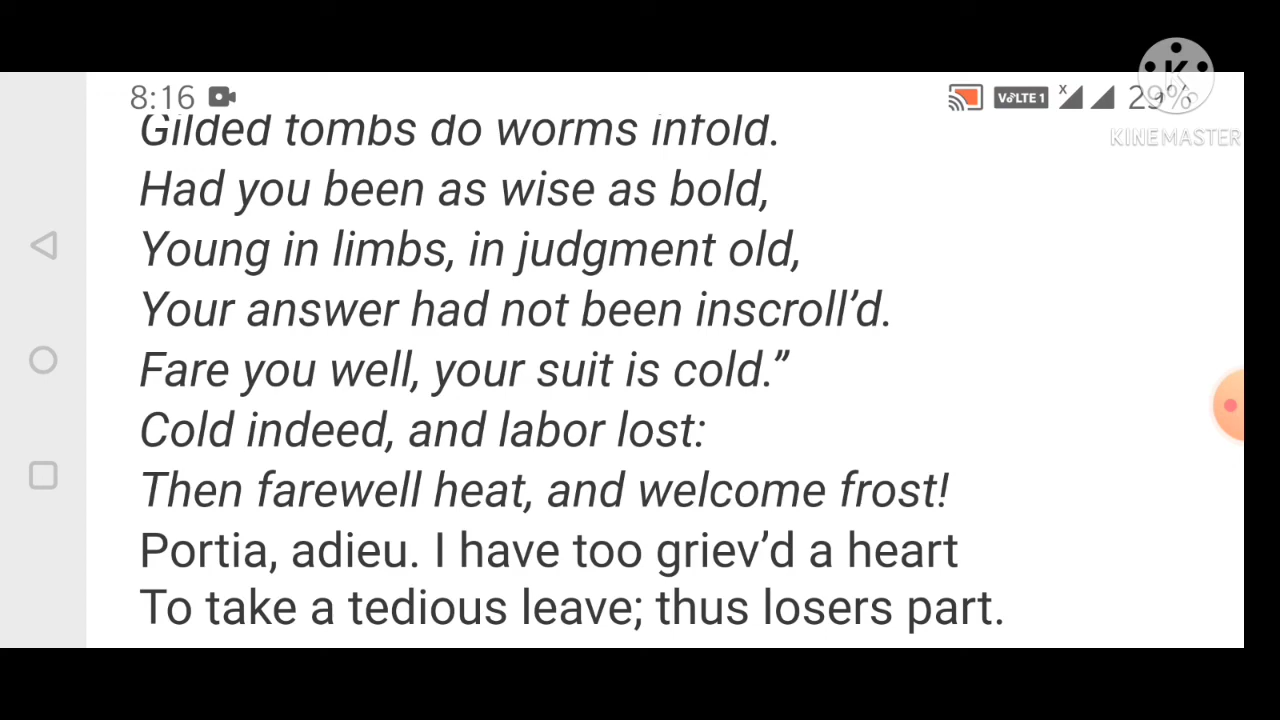 8:16 VoLTE 1 x 29%
KINEMASTER
Gilded tombs do worms infold.
Had you been as wise as bold,
Young in limbs, in judgment old,
Your answer had not been inscroll’d.
Fare you well, your suit is cold.”
Cold indeed, and labor lost:
Then farewell heat, and welcome frost!
Portia, adieu. I have too griev’d a heart
To take a tedious leave; thus losers part.